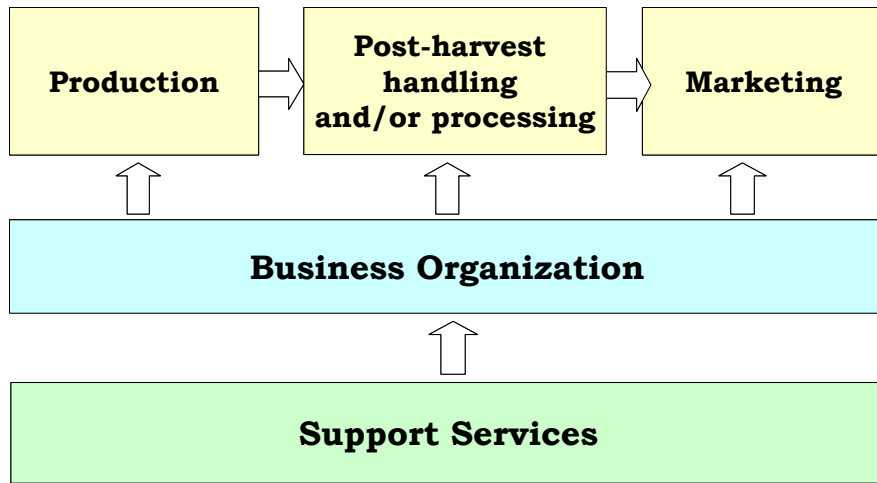 Production
Post-harvest
handling
and/or processing
Marketing
Business Organization
Support Services